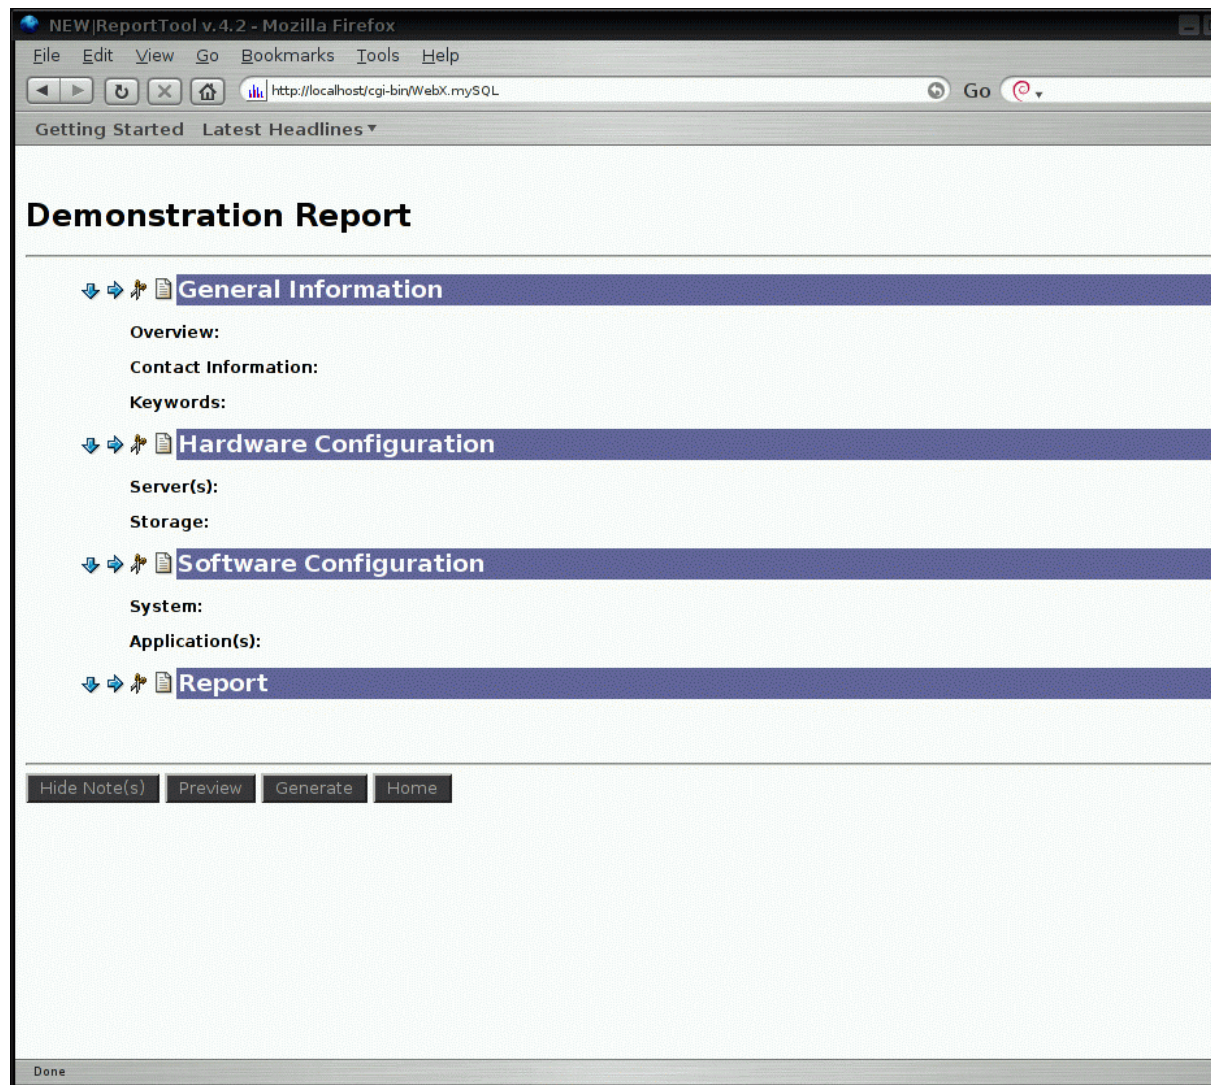 NEW|ReportTool v.4.2 - Mozilla Firefox
File Edit View Go Bookmarks Tools Help
http://localhost/cgi-bin/WebX.mySQL Go
Getting Started Latest Headlines
Demonstration Report
General Information
Overview:
Contact Information:
Keywords:
Hardware Configuration
Server(s):
Storage:
Software Configuration
System:
Application(s):
Report
Hide Note(s) Preview Generate Home
Done